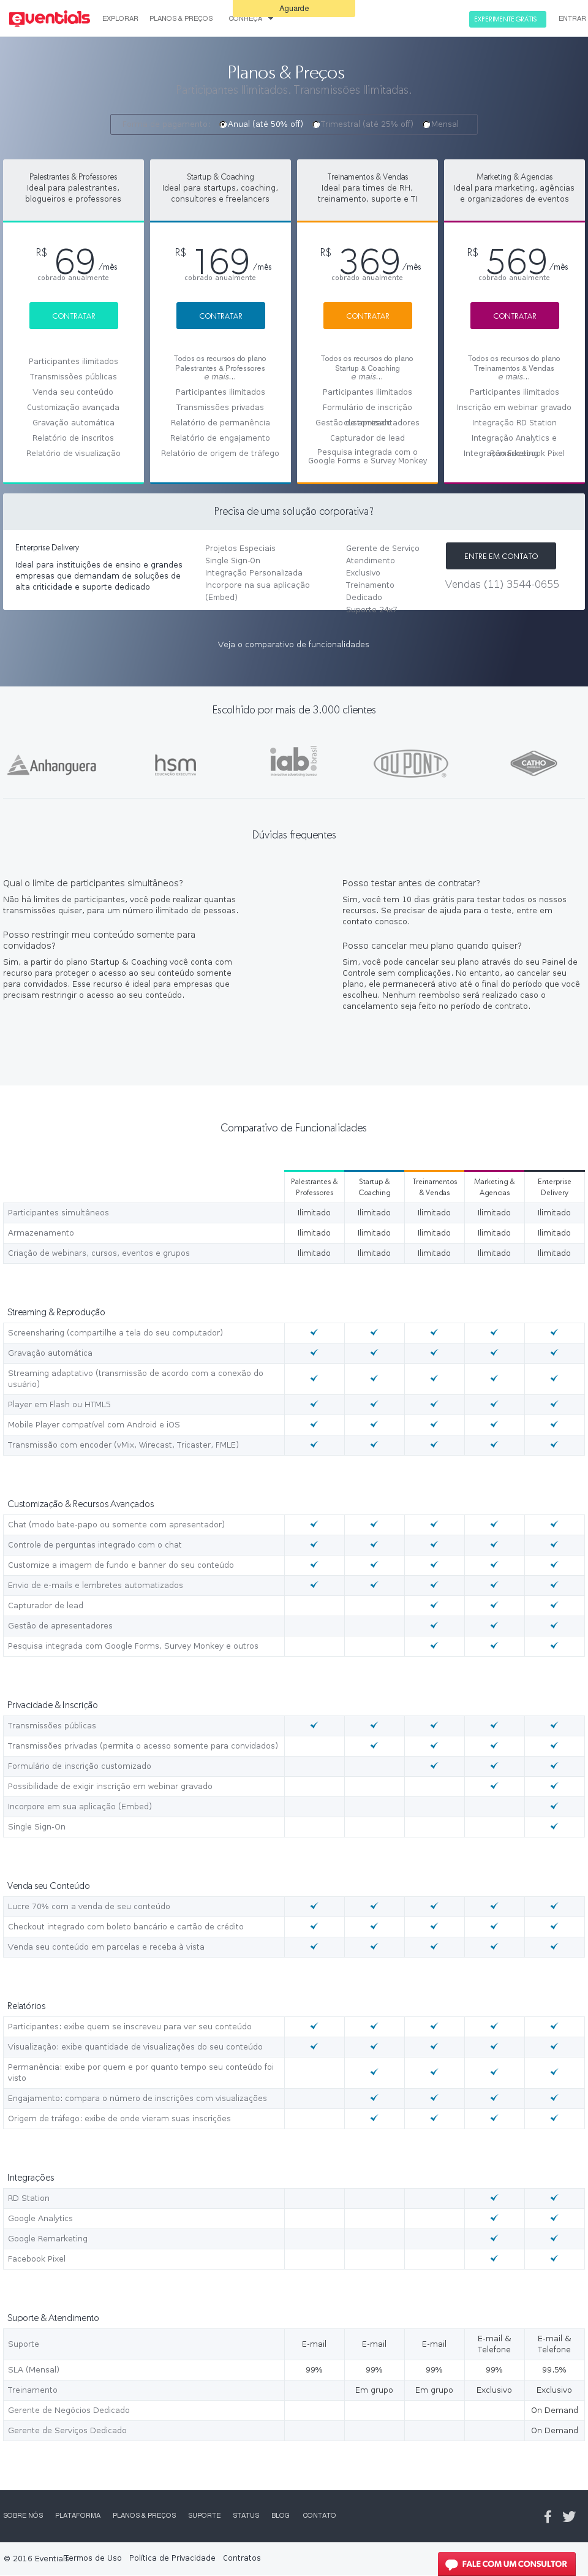 eventials
EXPLORAR PLANOS & PREÇOS CONHEÇA
Aguarde
EXPERIMENTE GRÁTIS ENTRAR
Planos & Preços
Participantes Ilimitados. Transmissões Ilimitadas.
Anual (até 50% off) Trimestral (até 25% off) Mensal
Palestrantes & Professores
Ideal para palestrantes,
blogueiros e professores
R$ 69 /mês
cobrado anualmente
CONTRATAR
Participantes ilimitados
Transmissões públicas
Venda seu conteúdo
Customização avançada
Gravação automática
Relatório de inscritos
Relatório de visualização
Startup & Coaching
Ideal para startups, coaching,
consultores e freelancers
R$ 169 /mês
cobrado anualmente
CONTRATAR
Todos os recursos do plano
Palestrantes & Professores
e mais...
Participantes ilimitados
Transmissões privadas
Relatório de permanência
Relatório de engajamento
Relatório de origem de tráfego
Treinamentos & Vendas
Ideal para times de RH,
treinamento, suporte e TI
R$ 369 /mês
cobrado anualmente
CONTRATAR
Todos os recursos do plano
Startup & Coaching
e mais...
Participantes ilimitados
Formulário de inscrição
customizado
Gestão de apresentadores
Capturador de lead
Pesquisa integrada com o
Google Forms e Survey Monkey
Marketing & Agencias
Ideal para marketing, agências
e organizadores de eventos
R$ 569 /mês
cobrado anualmente
CONTRATAR
Todos os recursos do plano
Treinamentos & Vendas
e mais...
Participantes ilimitados
Inscrição em webinar gravado
Integração RD Station
Integração Analytics e
Remarketing
Integração Facebook Pixel
Precisa de uma solução corporativa?
Enterprise Delivery
Ideal para instituições de ensino e grandes
empresas que demandam de soluções de
alta criticidade e suporte dedicado
Projetos Especiais
Single Sign-On
Integração Personalizada
Incorpore na sua aplicação
(Embed)
Gerente de Serviço
Atendimento
Exclusivo
Treinamento
Dedicado
Suporte 24x7
ENTRE EM CONTATO
Vendas (11) 3544-0655
Veja o comparativo de funcionalidades
Escolhido por mais de 3.000 clientes
Anhanguera
hsm
EDUCAÇÃO EXECUTIVA
iab. brasil
interactive advertising bureau
DUPONT
CATHO
Dúvidas frequentes
Qual o limite de participantes simultâneos?
Não há limites de participantes, você pode realizar quantas
transmissões quiser, para um número ilimitado de pessoas.
Posso restringir meu conteúdo somente para
convidados?
Sim, a partir do plano Startup & Coaching você conta com
recurso para proteger o acesso ao seu conteúdo somente
para convidados. Esse recurso é ideal para empresas que
precisam restringir o acesso ao seu conteúdo.
Posso testar antes de contratar?
Sim, você tem 10 dias grátis para testar todos os nossos
recursos. Se precisar de ajuda para o teste, entre em
contato conosco.
Posso cancelar meu plano quando quiser?
Sim, você pode cancelar seu plano através do seu Painel de
Controle sem complicações. No entanto, ao cancelar seu
plano, ele permanecerá ativo até o final do período que você
escolheu. Nenhum reembolso será realizado caso o
cancelamento seja feito no período de contrato.
Comparativo de Funcionalidades
Palestrantes & Professores Startup & Coaching Treinamentos & Vendas Marketing & Agencias Enterprise Delivery
Participantes simultâneos Ilimitado Ilimitado Ilimitado Ilimitado Ilimitado
Armazenamento Ilimitado Ilimitado Ilimitado Ilimitado Ilimitado
Criação de webinars, cursos, eventos e grupos Ilimitado Ilimitado Ilimitado Ilimitado Ilimitado
Streaming & Reprodução
Screensharing (compartilhe a tela do seu computador)
Gravação automática
Streaming adaptativo (transmissão de acordo com a conexão do
usuário)
Player em Flash ou HTML5
Mobile Player compatível com Android e iOS
Transmissão com encoder (vMix, Wirecast, Tricaster, FMLE)
Customização & Recursos Avançados
Chat (modo bate-papo ou somente com apresentador)
Controle de perguntas integrado com o chat
Customize a imagem de fundo e banner do seu conteúdo
Envio de e-mails e lembretes automatizados
Capturador de lead
Gestão de apresentadores
Pesquisa integrada com Google Forms, Survey Monkey e outros
Privacidade & Inscrição
Transmissões públicas
Transmissões privadas (permita o acesso somente para convidados)
Formulário de inscrição customizado
Possibilidade de exigir inscrição em webinar gravado
Incorpore em sua aplicação (Embed)
Single Sign-On
Venda seu Conteúdo
Lucre 70% com a venda de seu conteúdo
Checkout integrado com boleto bancário e cartão de crédito
Venda seu conteúdo em parcelas e receba à vista
Relatórios
Participantes: exibe quem se inscreveu para ver seu conteúdo
Visualização: exibe quantidade de visualizações do seu conteúdo
Permanência: exibe por quem e por quanto tempo seu conteúdo foi
visto
Engajamento: compara o número de inscrições com visualizações
Origem de tráfego: exibe de onde vieram suas inscrições
Integrações
RD Station
Google Analytics
Google Remarketing
Facebook Pixel
Suporte & Atendimento
Suporte E-mail E-mail E-mail E-mail & Telefone E-mail & Telefone
SLA (Mensal) 99% 99% 99% 99% 99.5%
Treinamento Em grupo Em grupo Exclusivo Exclusivo
Gerente de Negócios Dedicado On Demand
Gerente de Serviços Dedicado On Demand
SOBRE NÓS PLATAFORMA PLANOS & PREÇOS SUPORTE STATUS BLOG CONTATO
© 2016 Eventials Termos de Uso Política de Privacidade Contratos
FALE COM UM CONSULTOR